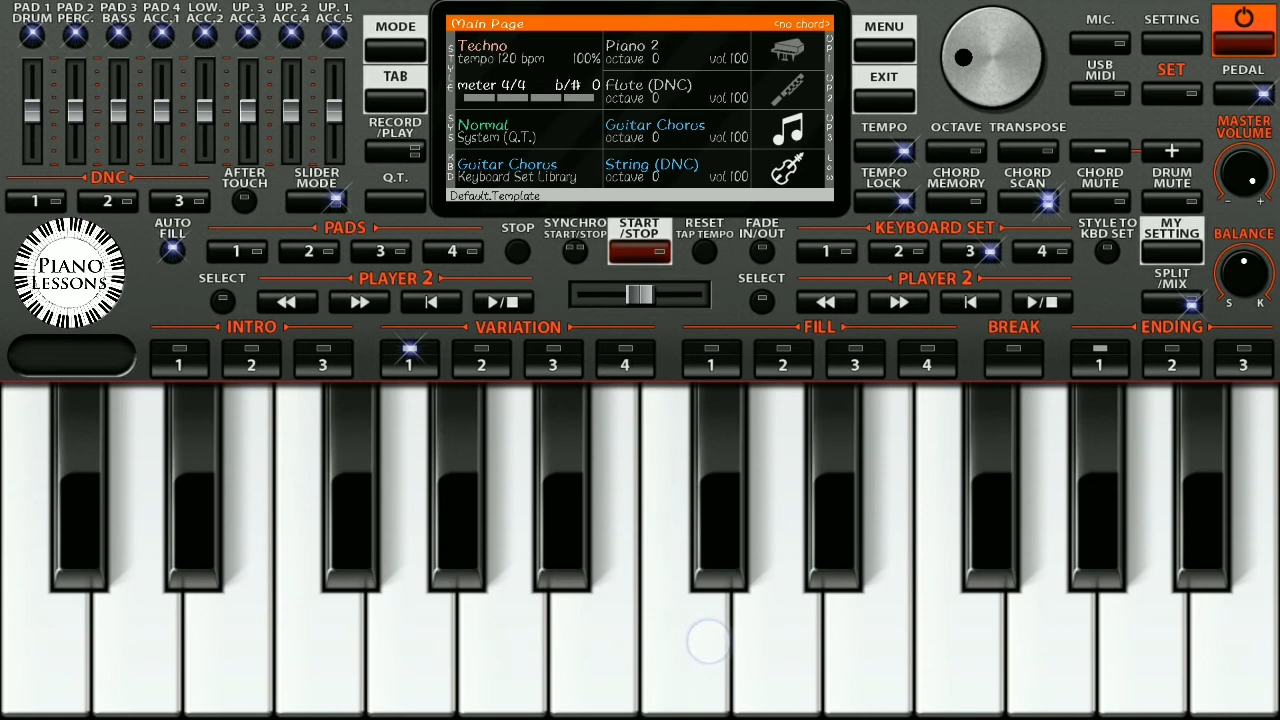 PAD 1 PAD 2 PAD 3 PAD 4 LOW. UP. 3 UP. 2 UP. 1
DRUM PERC. BASS ACC.1 ACC.2 ACC.3 ACC.4 ACC.5
DNC
1 2 3
AFTER
TOUCH
SLIDER
MODE
MODE
TAB
RECORD
/PLAY
Q.T.
Main Page <no chord>
STYLE
Techno
tempo 120 bpm 100%
meter 4/4 b/# 0
SYS
Normal
System (Q.T.)
KBD
Guitar Chorus
Keyboard Set Library
Piano 2
octave 0 vol 100
UP1
Flute (DNC)
octave 0 vol 100
UP2
Guitar Chorus
octave 0 vol 100
UP3
String (DNC)
octave 0 vol 100
Low
Default.Template
MENU
EXIT
TEMPO
TEMPO
LOCK
OCTAVE TRANSPOSE
CHORD
MEMORY
CHORD
SCAN
MIC.
SETTING
USB
MIDI
SET
PEDAL
- +
CHORD
MUTE
DRUM
MUTE
MASTER
VOLUME
- +
PIANO
LESSONS
AUTO
FILL
PADS
1 2 3 4
STOP
SYNCHRO
START/STOP
START
/STOP
RESET
TAP TEMPO
FADE
IN/OUT
KEYBOARD SET
1 2 3 4
STYLE TO
KBD SET
MY
SETTING
BALANCE
S K
SELECT
PLAYER 2
SELECT
PLAYER 2
SPLIT
/MIX
INTRO
1 2 3
VARIATION
1 2 3 4
FILL
1 2 3 4
BREAK
ENDING
1 2 3